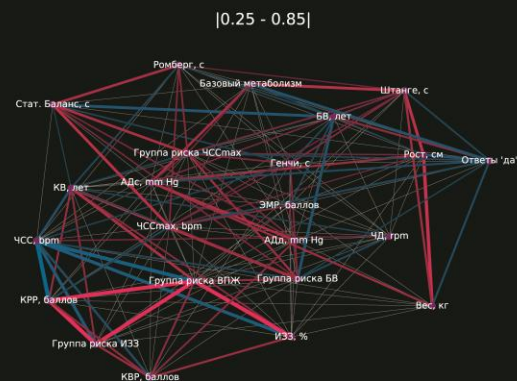 |0.25 - 0.85|
Ромберг, с
Базовый метаболизм
Штанге, с
Стат. Баланс, с
БВ, лет
Группа риска ЧССmax
Генчи, с
Рост, см
Ответы 'да'
КВ, лет
АДс, mm Hg
ЭМР, баллов
ЧССmax, bpm
ЧСС, bpm
АДд, mm Hg
ЧД, rpm
Группа риска ВПЖ
Группа риска БВ
КРР, баллов
Вес, кг
Группа риска ИЗЗ
ИЗЗ, %
КВР, баллов